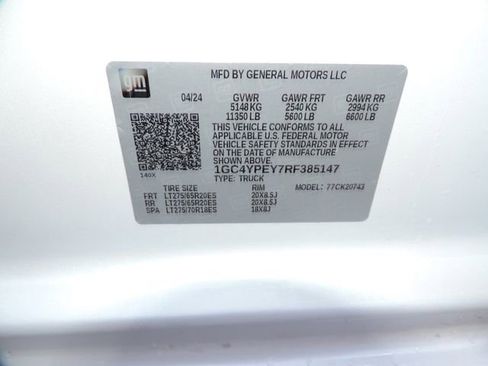 gm
MFD BY GENERAL MOTORS LLC
04/24 GVWR GAWR FRT GAWR RR
5148 KG 2540 KG 2994 KG
11350 LB 5600 LB 6600 LB
THIS VEHICLE CONFORMS TO ALL
APPLICABLE U.S. FEDERAL MOTOR
VEHICLE SAFETY STANDARDS IN EFFECT
ON THE DATE OF MANUFACTURE SHOWN ABOVE.
1GC4YPEY7RF385147
140X TYPE: TRUCK
TIRE SIZE RIM MODEL: 77CK20743
FRT LT275/65R20ES 20X8.5J
RR LT275/65R20ES 20X8.5J
SPA LT275/70R18ES 18X8J